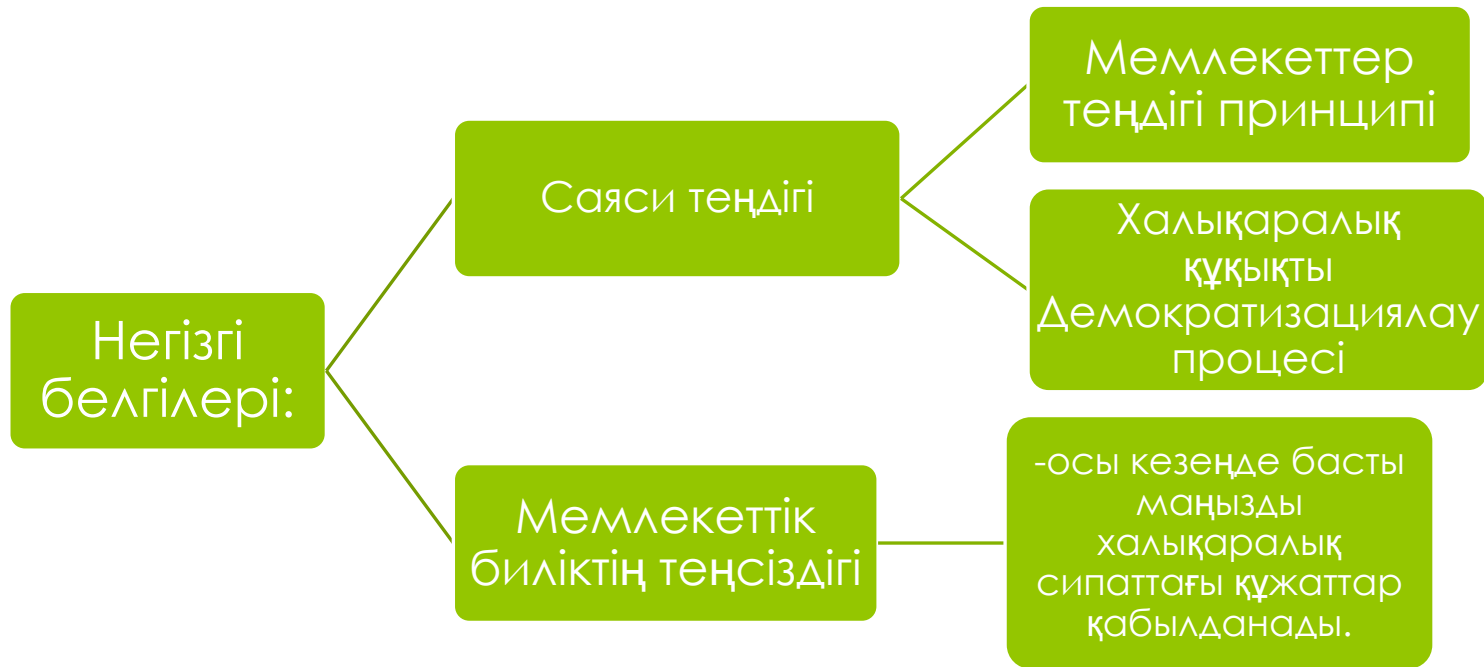 Негізгі
белгілері:
Саяси теңдігі
Мемлекеттер
теңдігі принципі
Халықаралық
құқықты
Демократизациялау
процесі
Мемлекеттік
биліктің теңсіздігі
-осы кезеңде басты
маңызды
халықаралық
сипаттағы құжаттар
қабылданады.